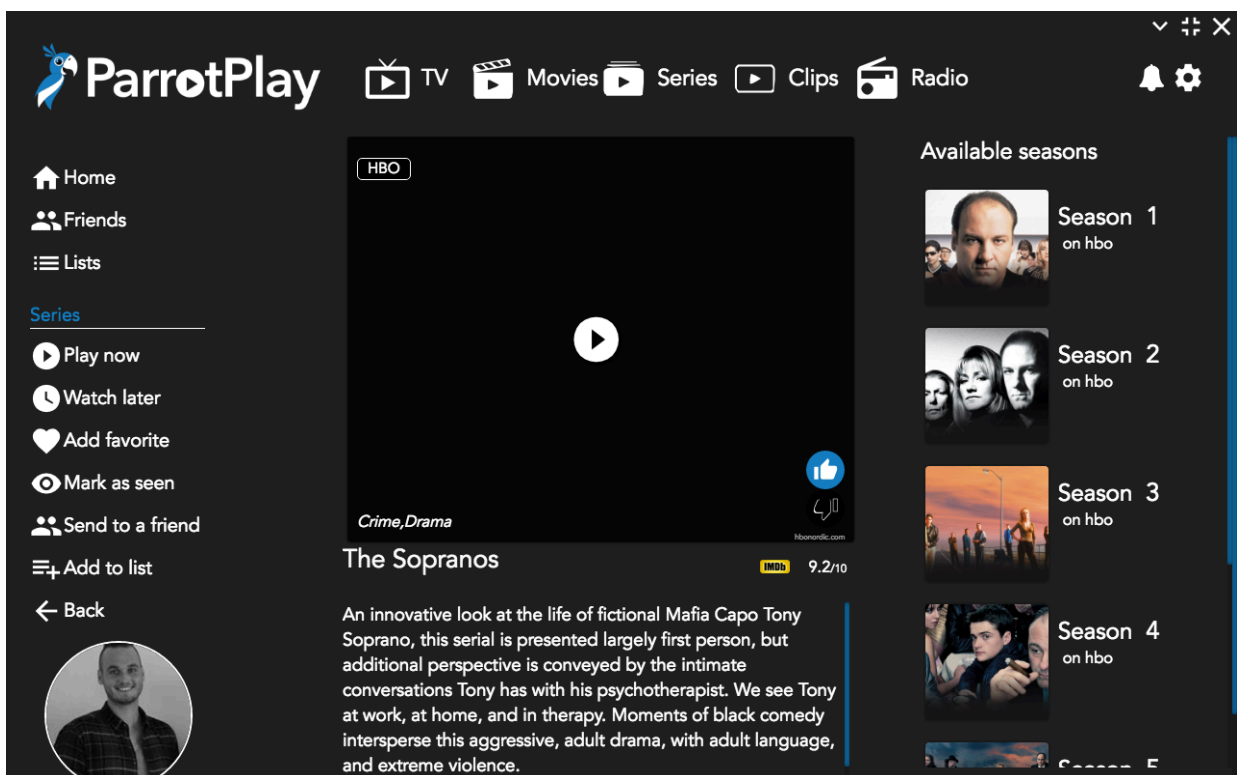 ParrotPlay
TV
Movies
Series
Clips
Radio
Home
Friends
Lists
Series
Play now
Watch later
Add favorite
Mark as seen
Send to a friend
Add to list
Back
HBO
Crime,Drama
hbonordic.com
The Sopranos
IMDb 9.2/10
An innovative look at the life of fictional Mafia Capo Tony
Soprano, this serial is presented largely first person, but
additional perspective is conveyed by the intimate
conversations Tony has with his psychotherapist. We see Tony
at work, at home, and in therapy. Moments of black comedy
intersperse this aggressive, adult drama, with adult language,
and extreme violence.
Available seasons
Season 1
on hbo
Season 2
on hbo
Season 3
on hbo
Season 4
on hbo
Season 5